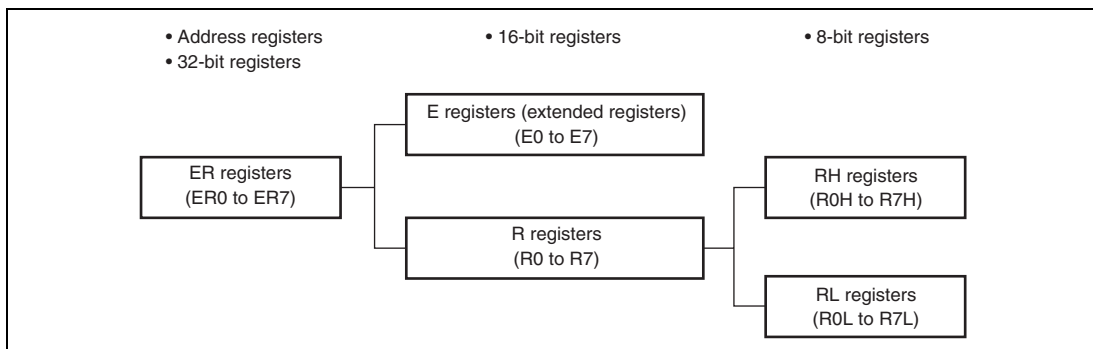 • Address registers
• 32-bit registers
• 16-bit registers
• 8-bit registers
E registers (extended registers)
(E0 to E7)
ER registers
(ER0 to ER7)
RH registers
(R0H to R7H)
R registers
(R0 to R7)
RL registers
(R0L to R7L)